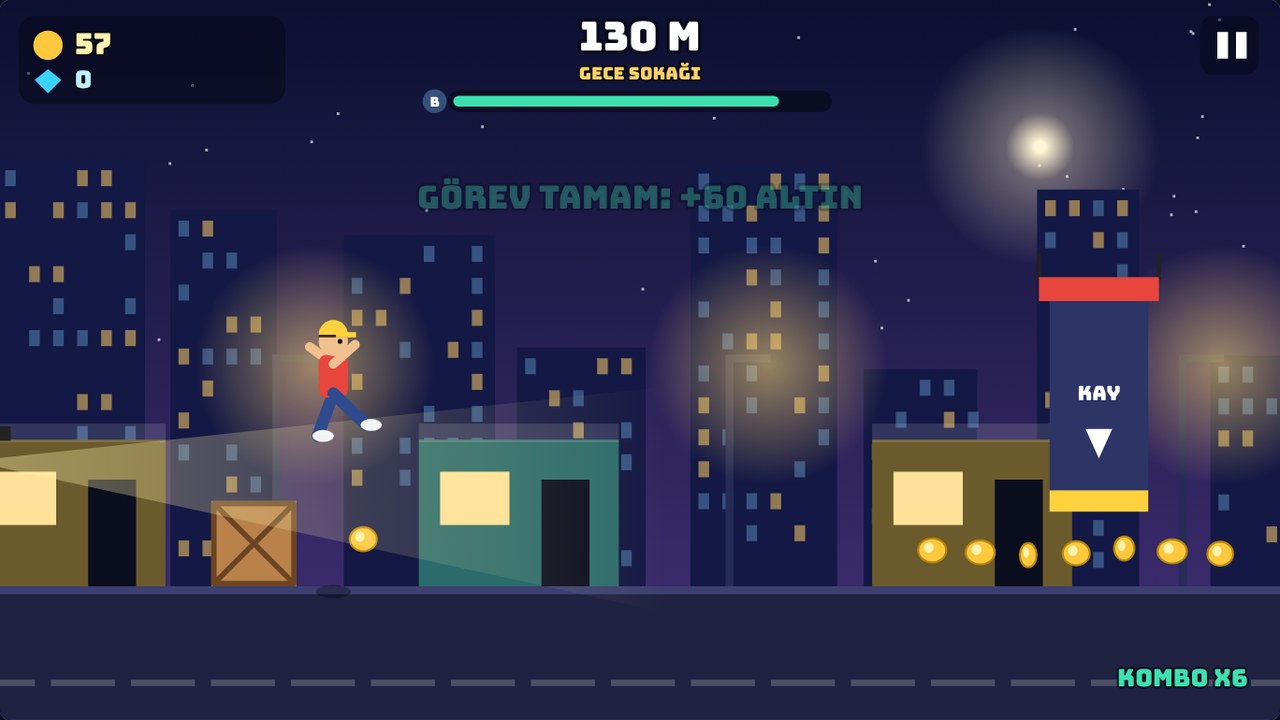 57
0
130 M
GECE SOKAĞI
B
GÖREV TAMAM: +60 ALTIN
KAY
KOMBO X6